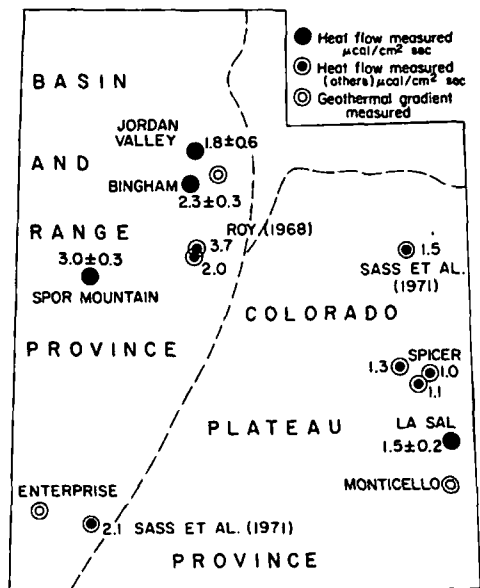 Heat flow measured
μcal/cm² sec
Heat flow measured
(others) μcal/cm² sec
Geothermal gradient
measured
BASIN
JORDAN
VALLEY
1.8±0.6
AND
BINGHAM
2.3±0.3
RANGE
ROY (1968)
3.7
2.0
3.0±0.3
SPOR MOUNTAIN
1.5
SASS ET AL.
(1971)
COLORADO
PROVINCE
SPICER
1.3
1.0
1.1
PLATEAU
LA SAL
1.5±0.2
MONTICELLO
ENTERPRISE
2.1 SASS ET AL. (1971)
PROVINCE